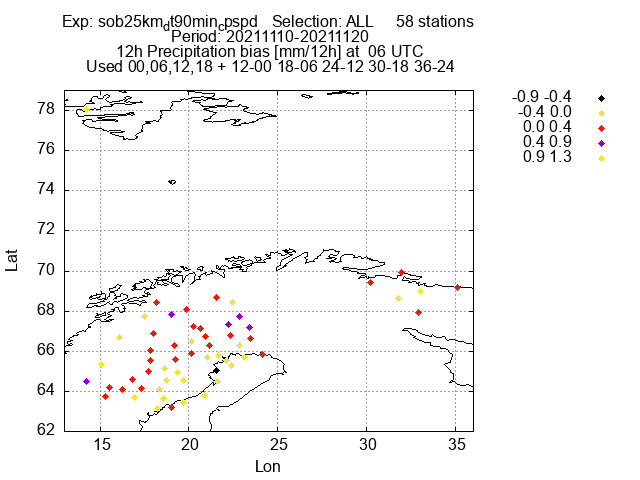 Exp: sob25km_dt90min_cpspd   Selection: ALL     58 stations
Period: 20211110-20211120
12h Precipitation bias [mm/12h] at  06 UTC
Used 00,06,12,18 + 12-00 18-06 24-12 30-18 36-24
-0.9 -0.4
-0.4 0.0
0.0 0.4
0.4 0.9
0.9 1.3
78
76
74
72
70
68
66
64
62
Lat
15 20 25 30 35
Lon